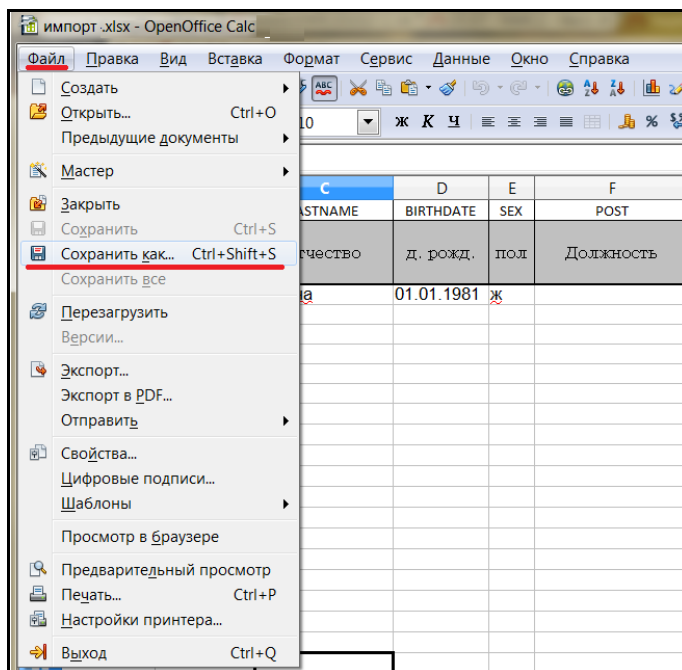 импорт .xlsx - OpenOffice Calc
Файл Правка Вид Вставка Формат Сервис Данные Окно Справка
Создать
Открыть... Ctrl+O
Предыдущие документы
Мастер
Закрыть
Сохранить Ctrl+S
Сохранить как... Ctrl+Shift+S
Сохранить все
Перезагрузить
Версии...
Экспорт...
Экспорт в PDF...
Отправить
Свойства...
Цифровые подписи...
Шаблоны
Просмотр в браузере
Предварительный просмотр
Печать... Ctrl+P
Настройки принтера...
Выход Ctrl+Q
ABC
10 Ж К Ч %
C D E F
ASTNAME BIRTHDATE SEX POST
чество д. рожд. пол Должность
на 01.01.1981 ж